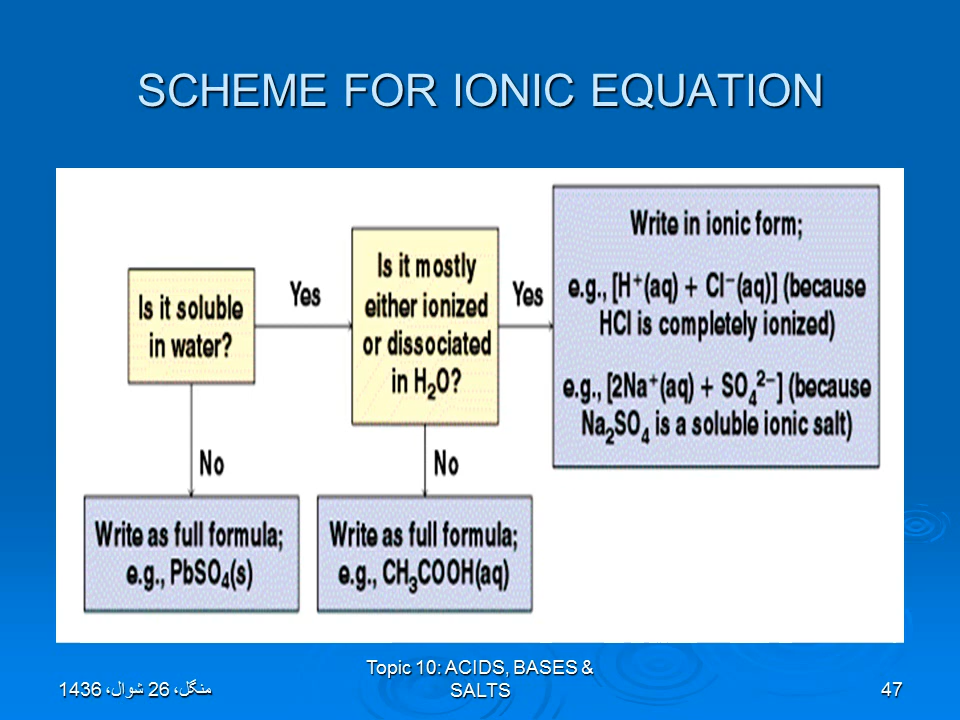 SCHEME FOR IONIC EQUATION
Is it soluble
in water?
Yes
Is it mostly
either ionized
or dissociated
in H₂O?
Yes
Write in ionic form;
e.g., [H⁺(aq) + Cl⁻(aq)] (because
HCl is completely ionized)
e.g., [2Na⁺(aq) + SO₄²⁻] (because
Na₂SO₄ is a soluble ionic salt)
No
No
Write as full formula;
e.g., PbSO₄(s)
Write as full formula;
e.g., CH₃COOH(aq)
منگل، 26 شوال، 1436
Topic 10: ACIDS, BASES &
SALTS
47